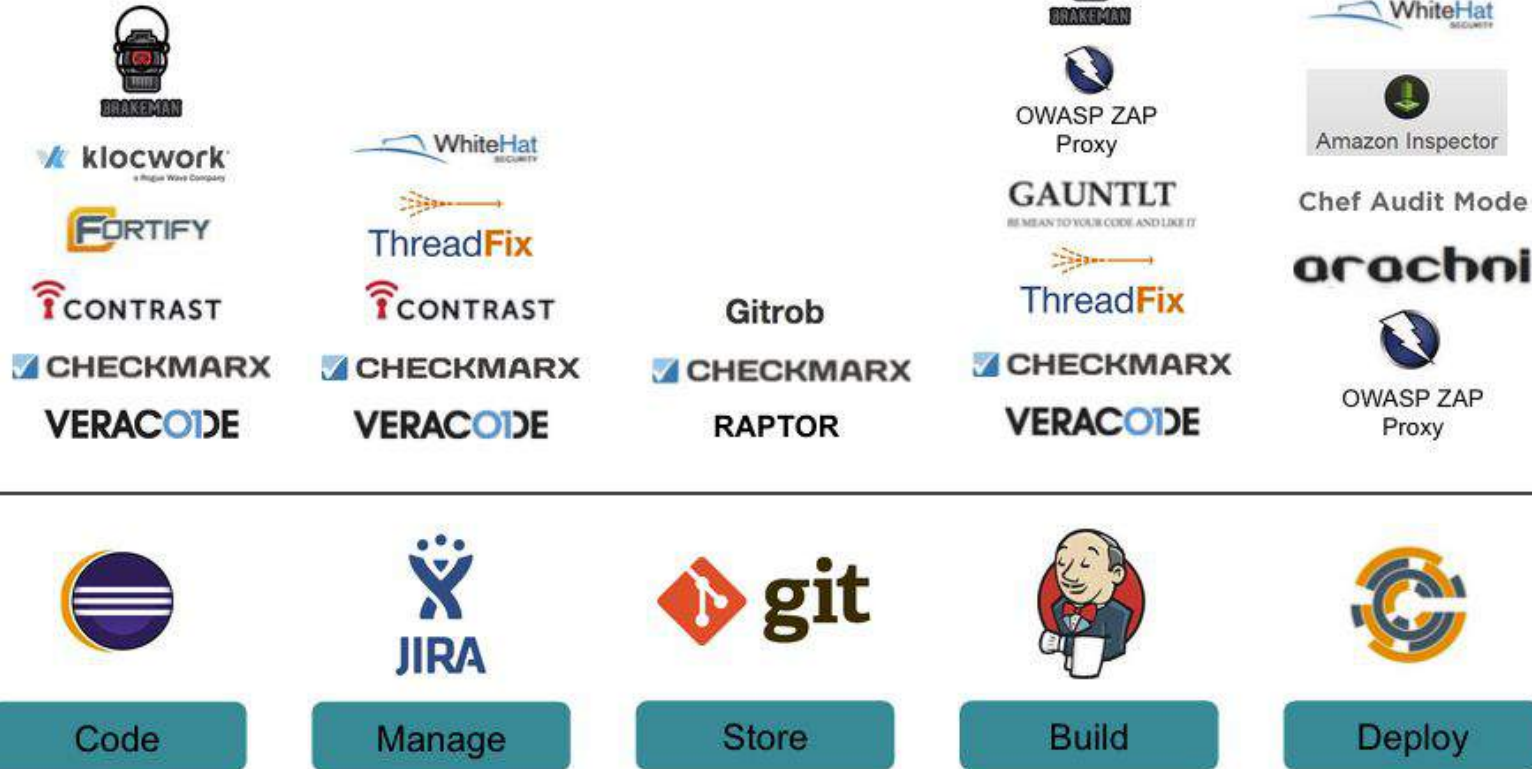 BRAKEMAN
klocwork
a Rogue Wave Company
FORTIFY
CONTRAST
CHECKMARX
VERACODE
WhiteHat
SECURITY
ThreadFix
CONTRAST
CHECKMARX
VERACODE
Gitrob
CHECKMARX
RAPTOR
BRAKEMAN
OWASP ZAP
Proxy
GAUNTLT
BE MEAN TO YOUR CODE AND LIKE IT
ThreadFix
CHECKMARX
VERACODE
WhiteHat
SECURITY
Amazon Inspector
Chef Audit Mode
arachni
OWASP ZAP
Proxy
JIRA
git
Code
Manage
Store
Build
Deploy